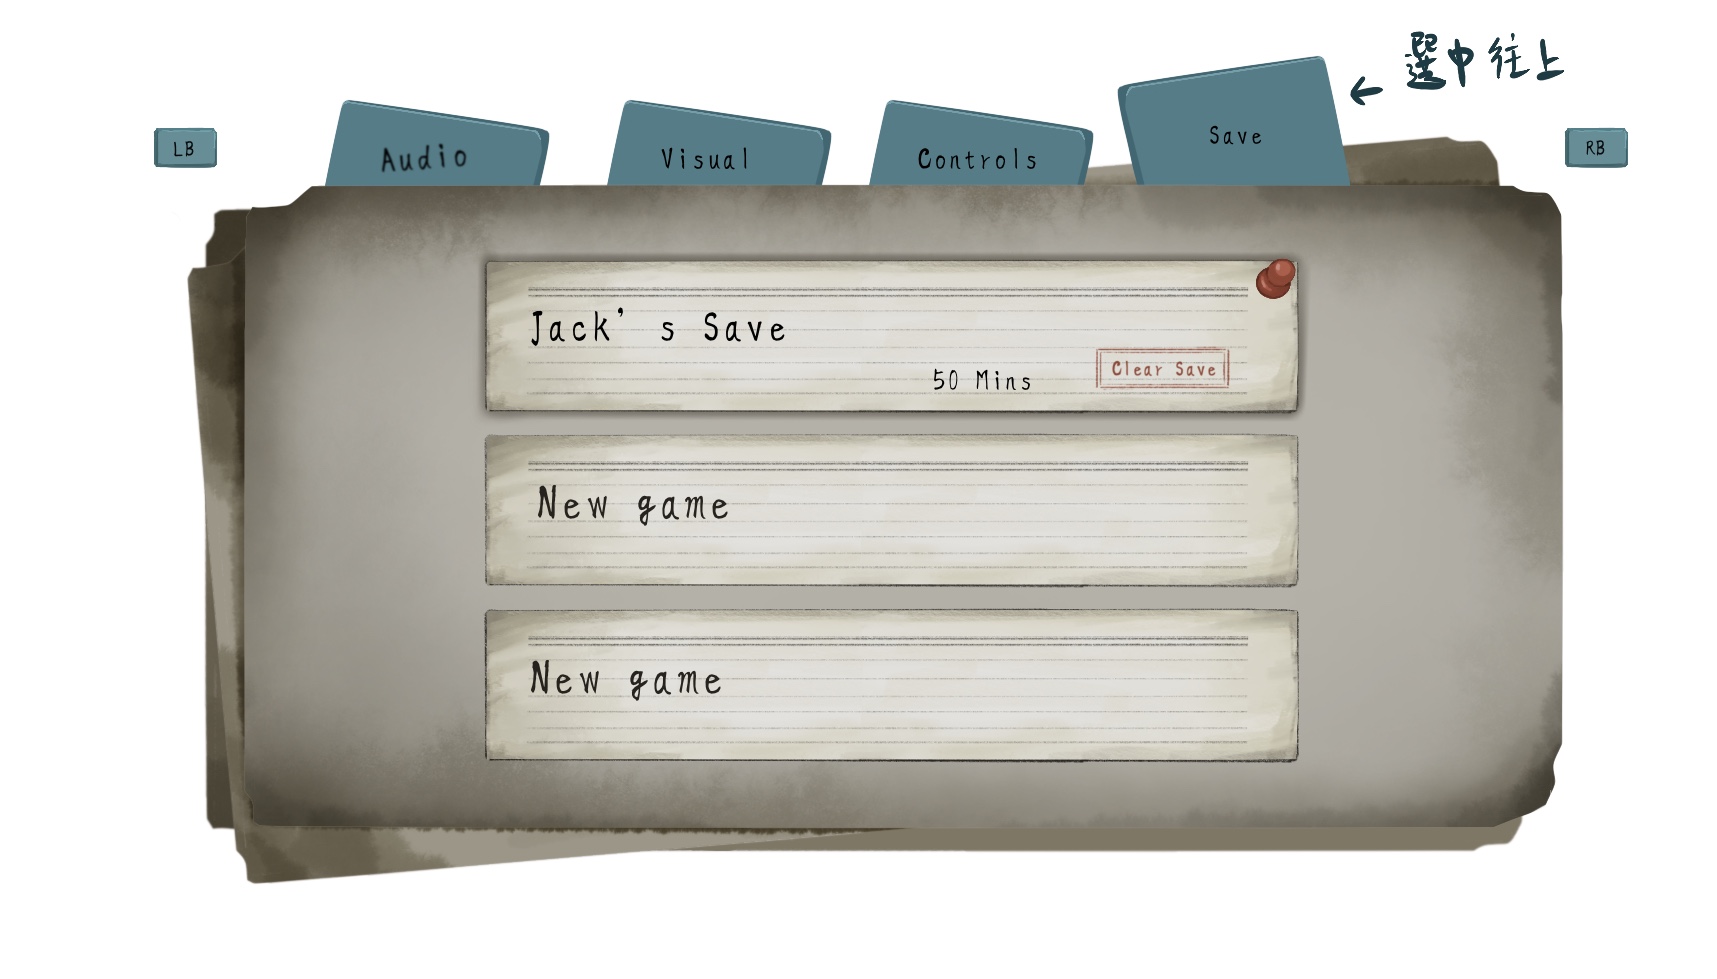 選中往上
LB
Audio
Visual
Controls
Save
RB
Jack's Save
50 Mins
Clear Save
New game
New game